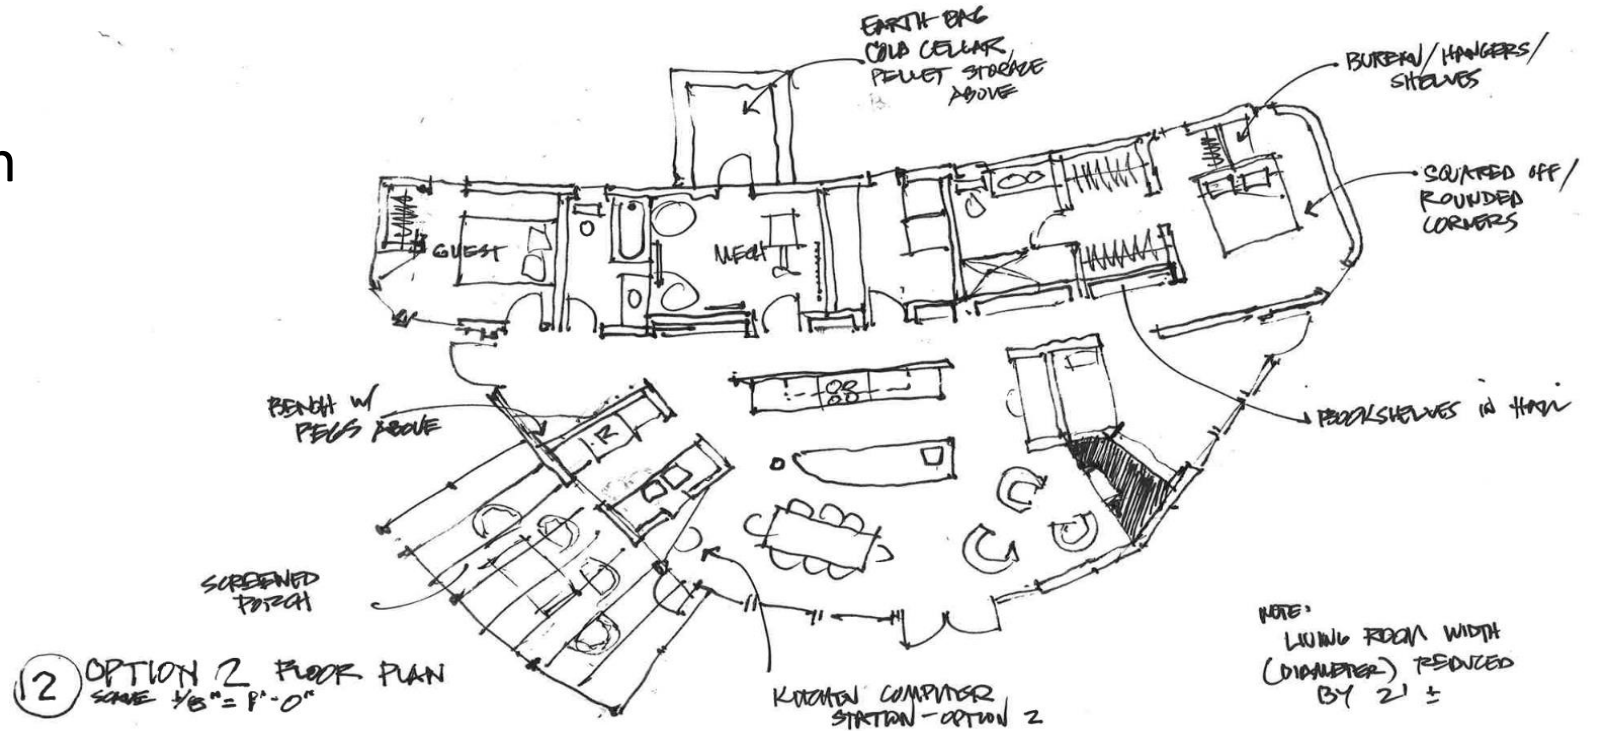 n
EARTH-BAG
COLD CELLAR,
PELLET STORAGE
ABOVE
BUREAU/HANGERS/
SHELVES
SQUARED OFF/
ROUNDED
CORNERS
GUEST
MECH
BENCH W/
PEGS ABOVE
R
BOOKSHELVES IN HALL
SCREENED
PORCH
2 OPTION 2 FLOOR PLAN
SCALE 1/8" = 1'-0"
KITCHEN COMPUTER
STATION - OPTION 2
NOTE:
LIVING ROOM WIDTH
(DIAMETER) REDUCED
BY 2' ±